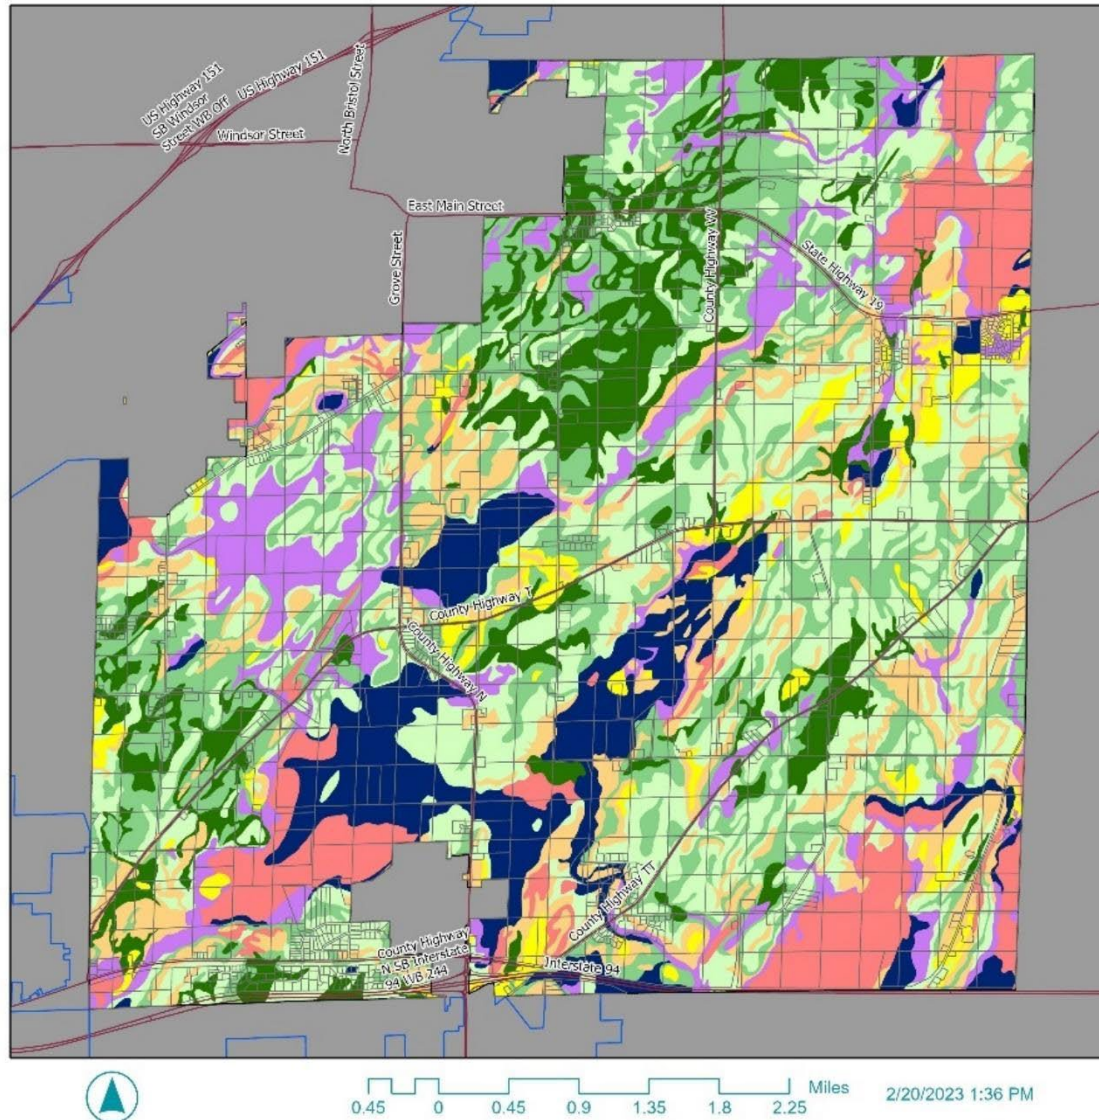 US Highway 151
SB Windsor
Street WB Off
US Highway 151
North Bristol Street
Windsor Street
East Main Street
Grove Street
County Highway VV
State Highway 19
County Highway T
County Highway N
County Highway TT
County Highway
N SB Interstate
94 WB 244
Interstate 94
Miles
0.45 0 0.45 0.9 1.35 1.8 2.25
2/20/2023 1:36 PM